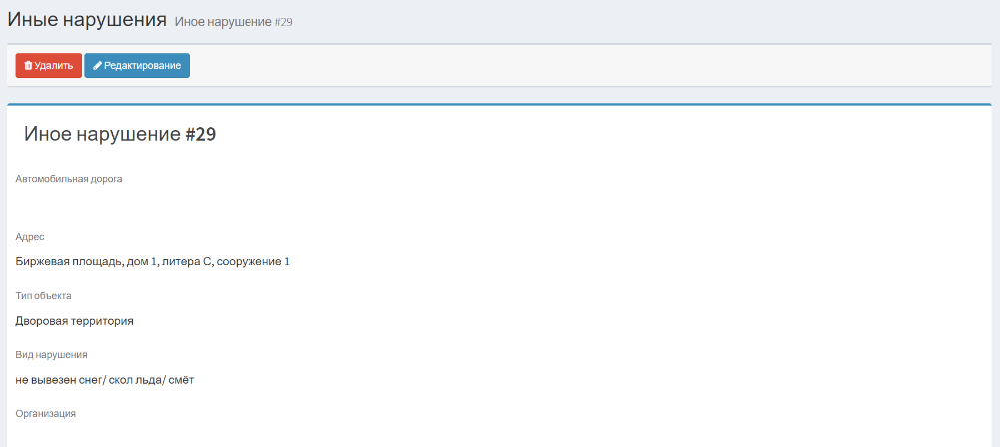 Иные нарушения Иное нарушение #29
Удалить Редактирование
Иное нарушение #29
Автомобильная дорога
Адрес
Биржевая площадь, дом 1, литера С, сооружение 1
Тип объекта
Дворовая территория
Вид нарушения
не вывезен снег/ скол льда/ смёт
Организация